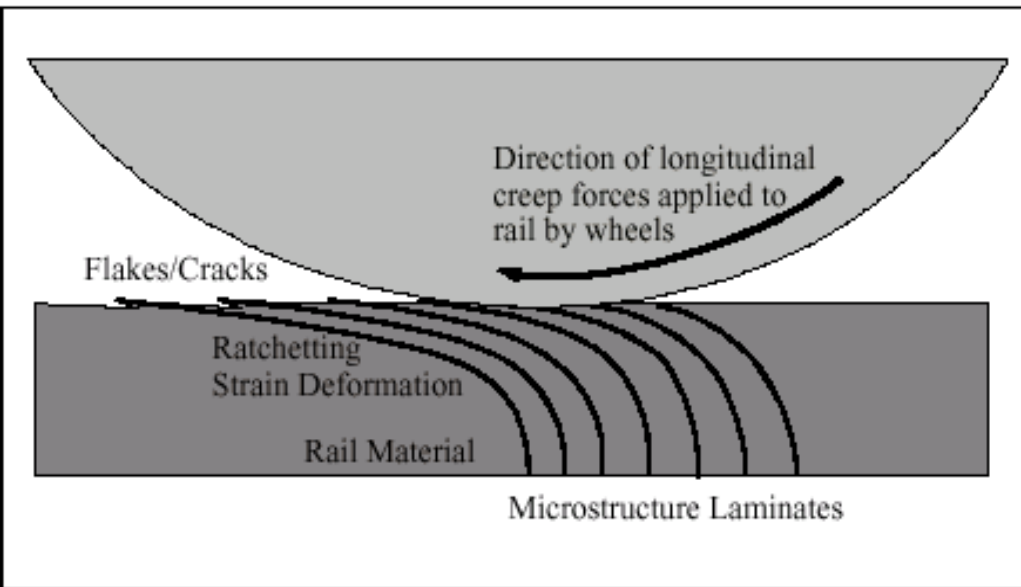 Direction of longitudinal
creep forces applied to
rail by wheels
Flakes/Cracks
Ratchetting
Strain Deformation
Rail Material
Microstructure Laminates